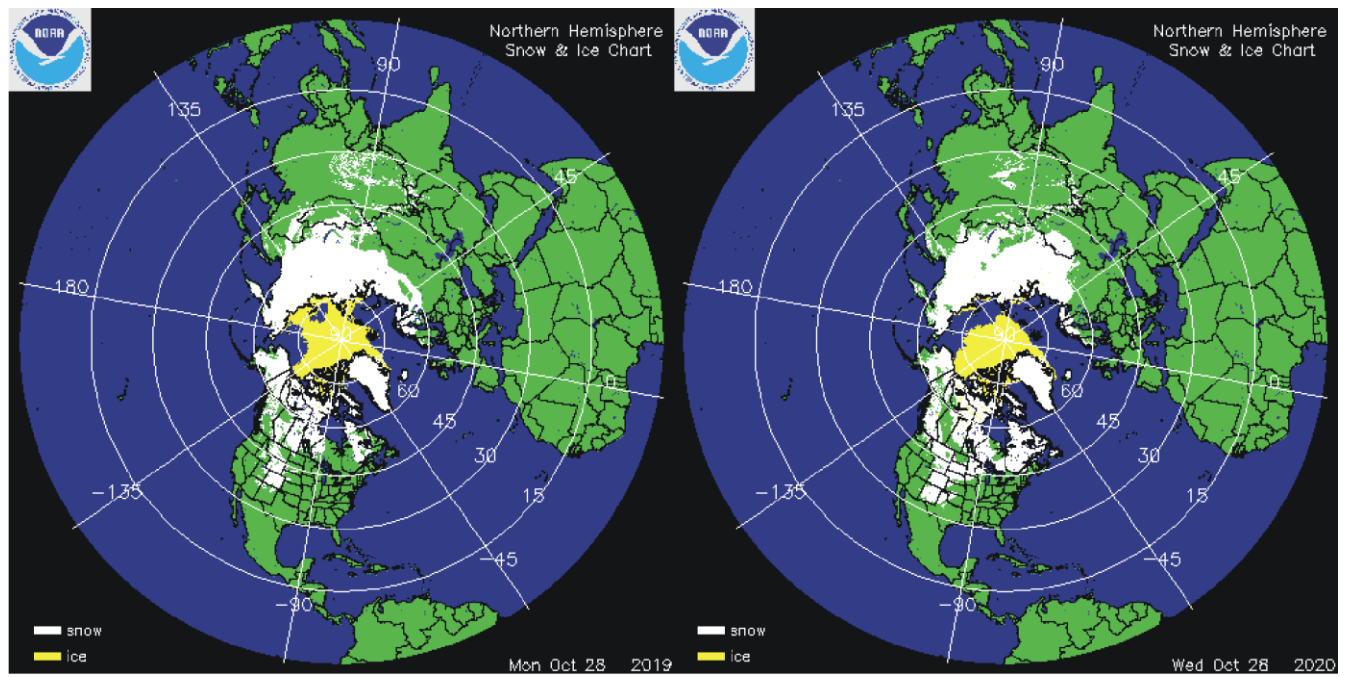 NOAA
Northern Hemisphere
Snow & Ice Chart
90
135
45
180
90
0
60
45
30
15
-135
-45
-90
snow
ice
Mon Oct 28 2019
NOAA
Northern Hemisphere
Snow & Ice Chart
90
135
45
180
90
0
60
45
30
15
-135
-45
-90
snow
ice
Wed Oct 28 2020